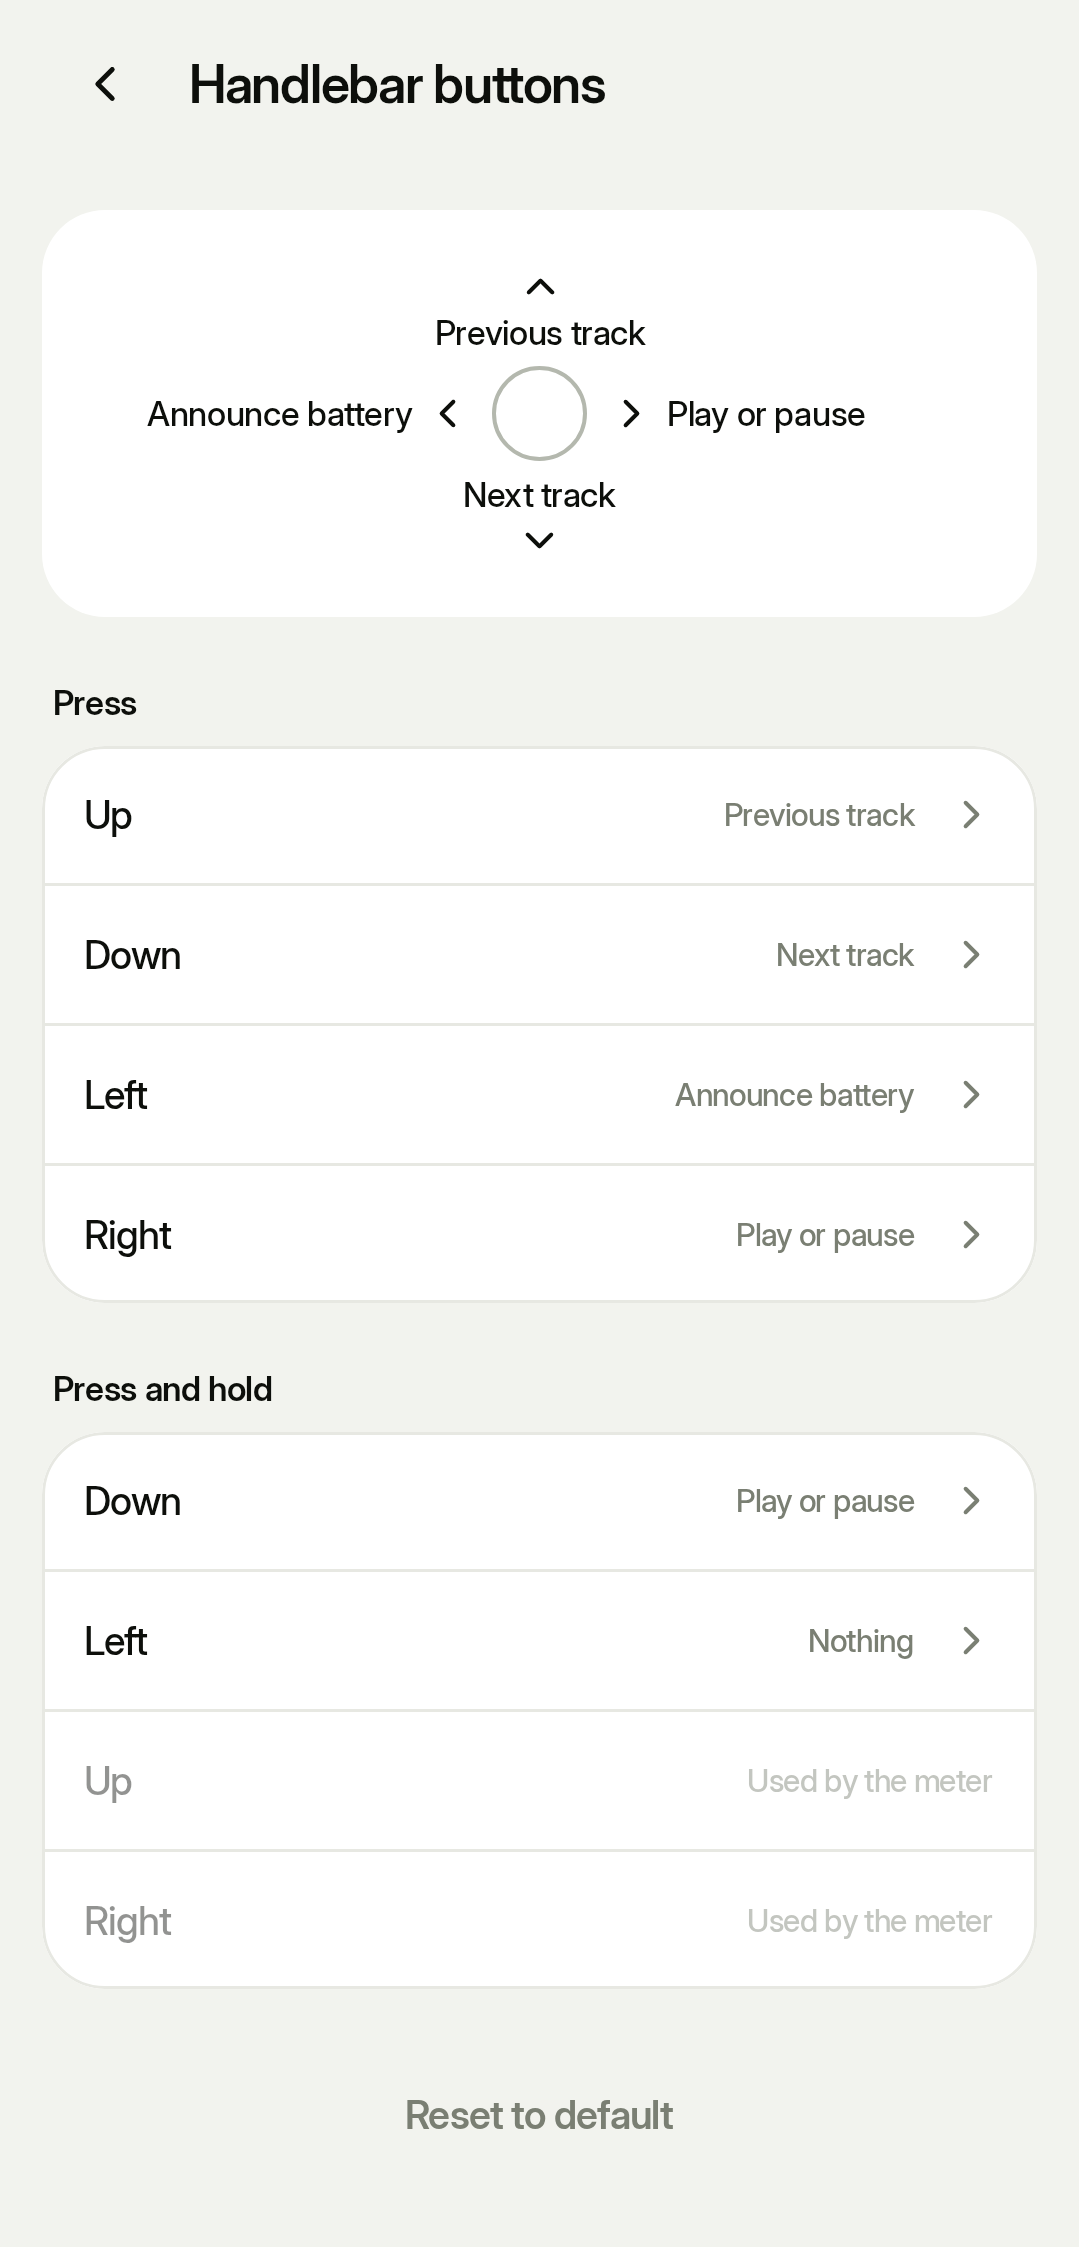 Handlebar buttons
Previous track
Announce battery
Play or pause
Next track
Press
Up Previous track
Down Next track
Left Announce battery
Right Play or pause
Press and hold
Down Play or pause
Left Nothing
Up Used by the meter
Right Used by the meter
Reset to default